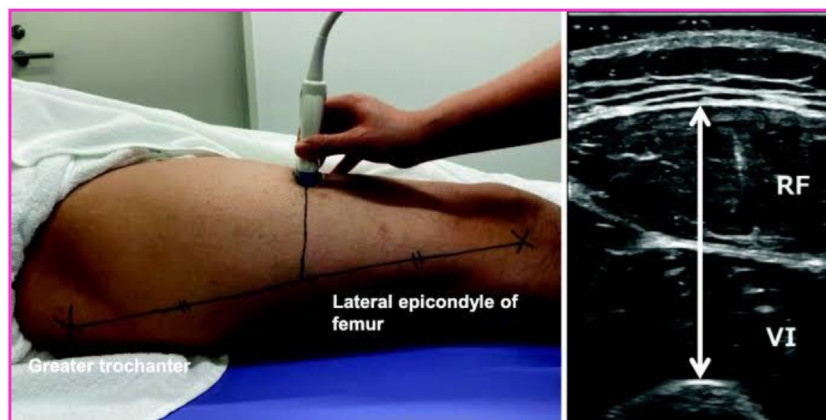 Lateral epicondyle of
femur
Greater trochanter
RF
VI